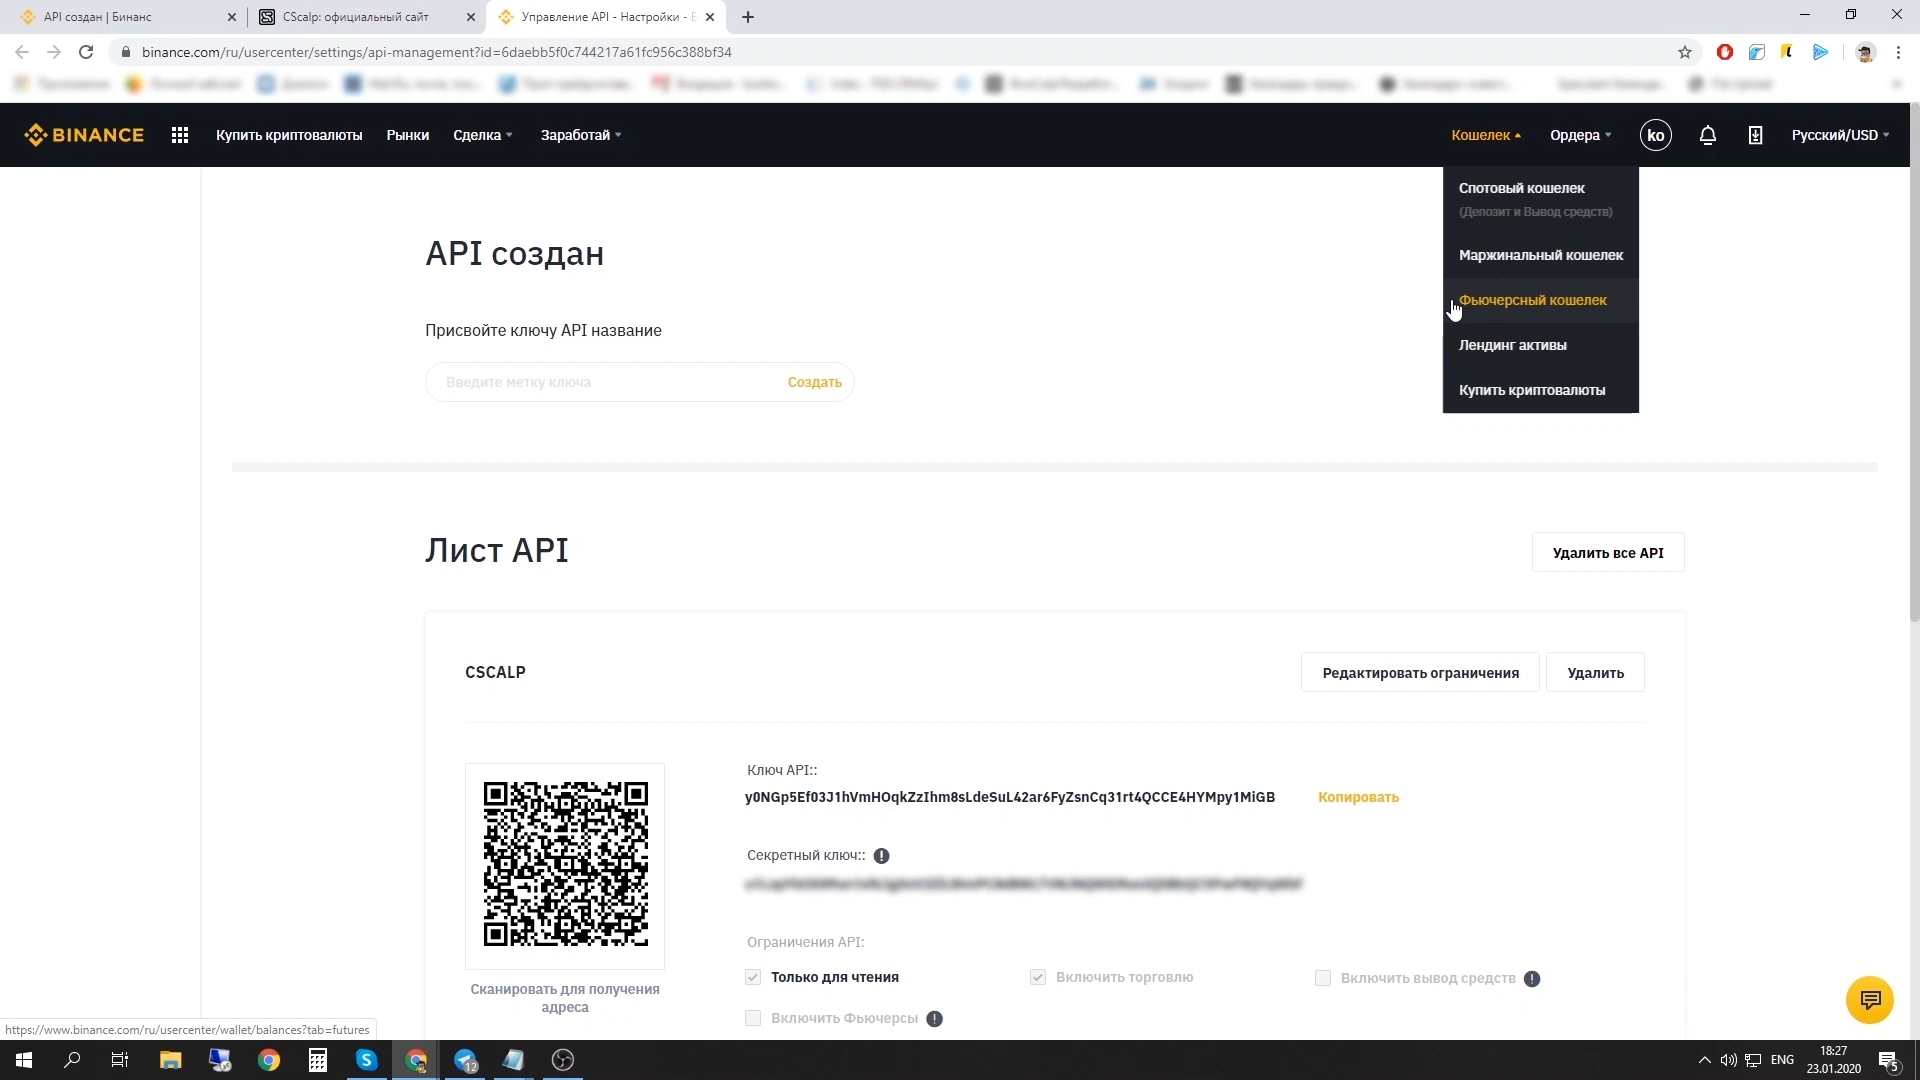 API создан | Бинанс
CScalp: официальный сайт
Управление API - Настройки - Б
binance.com/ru/usercenter/settings/api-management?id=6daebb5f0c744217a61fc956c388bf34
BINANCE
Купить криптовалюты
Рынки
Сделка
Заработай
Кошелек
Ордера
ko
Русский/USD
Спотовый кошелек
(Депозит и Вывод средств)
Маржинальный кошелек
Фьючерсный кошелек
Лендинг активы
Купить криптовалюты
API создан
Присвойте ключу API название
Введите метку ключа
Создать
Лист API
Удалить все API
CSCALP
Редактировать ограничения
Удалить
Ключ API::
y0NGp5Ef03J1hVmHOqkZzIhm8sLdeSuL42ar6FyZsnCq31rt4QCCE4HYMpy1MiGB
Копировать
Секретный ключ::
Ограничения API:
Только для чтения
Включить торговлю
Включить вывод средств
Включить Фьючерсы
Сканировать для получения
адреса
https://www.binance.com/ru/usercenter/wallet/balances?tab=futures
12
ENG
18:27
23.01.2020
5